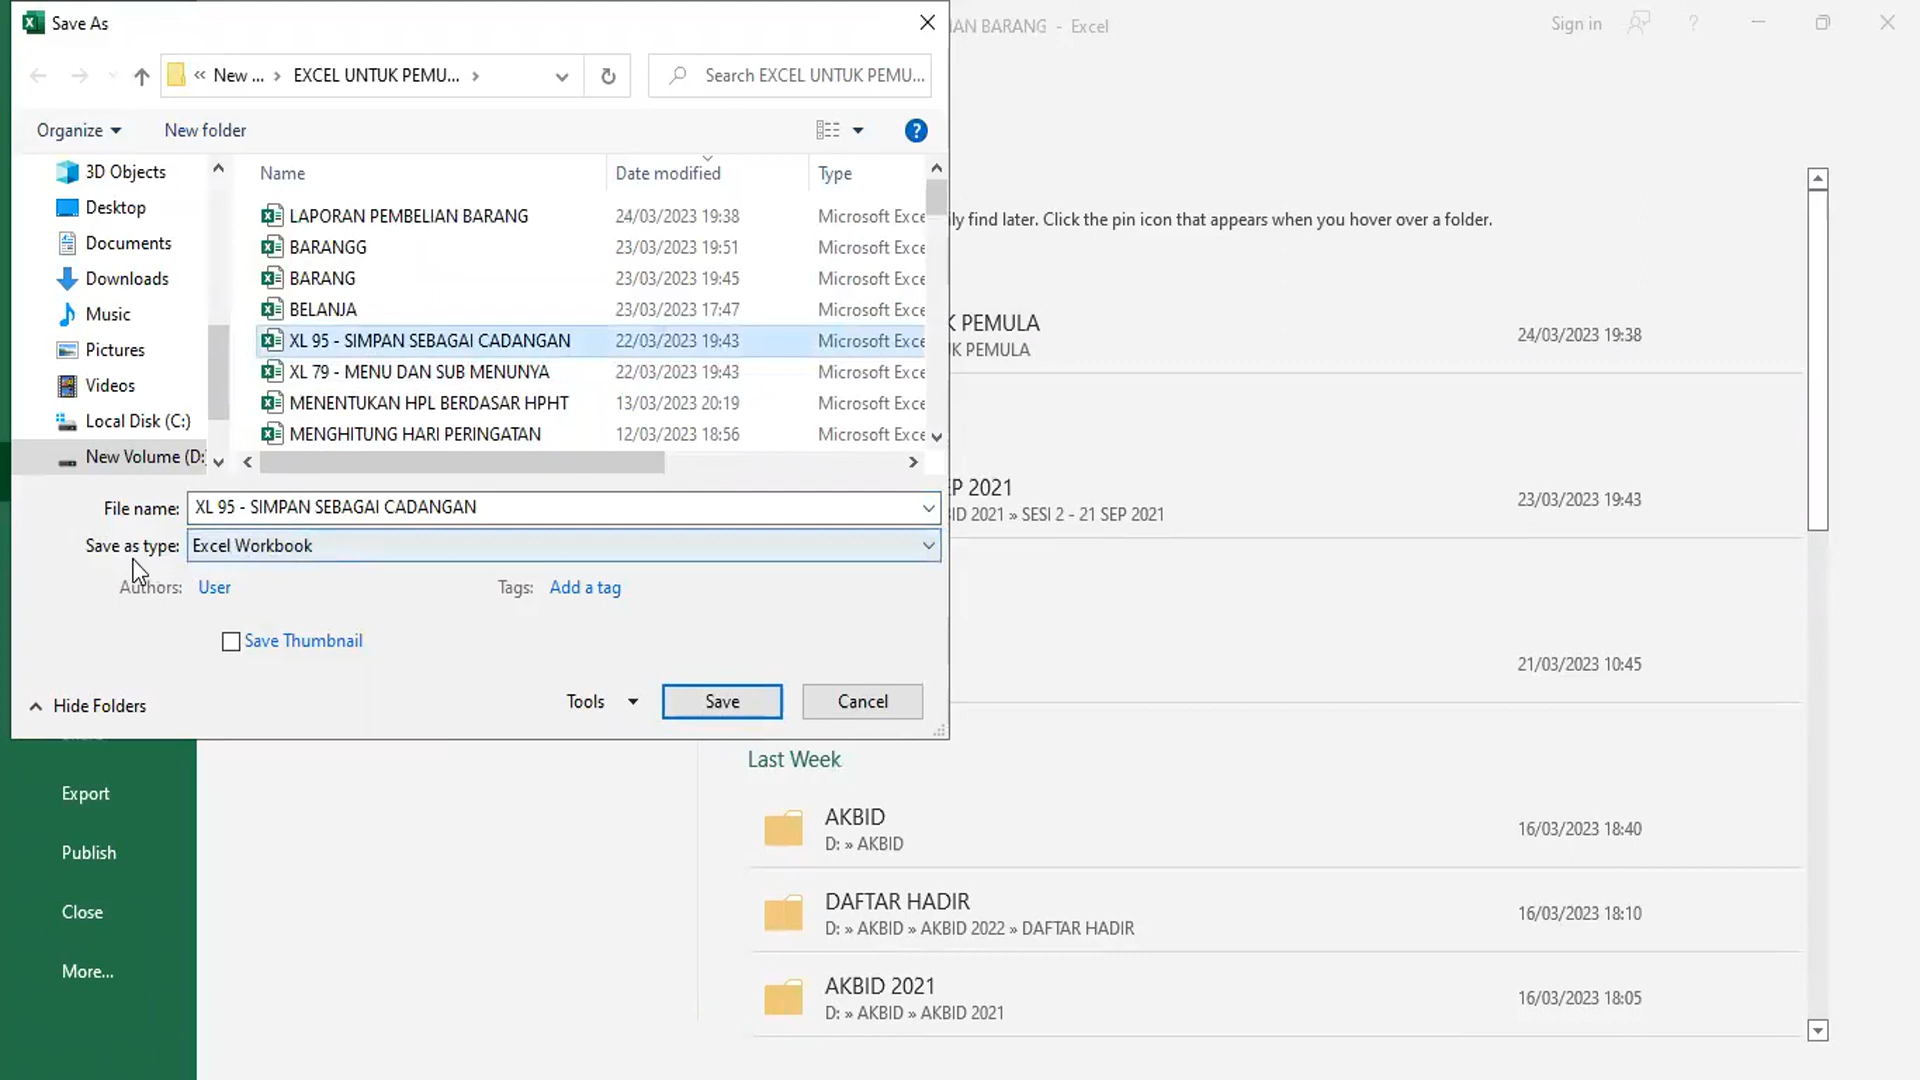 Save As
IAN BARANG - Excel
Sign in
?
« New ... › EXCEL UNTUK PEMU... ›
Search EXCEL UNTUK PEMU...
Organize
New folder
?
Name
Date modified
Type
3D Objects
Desktop
Documents
Downloads
Music
Pictures
Videos
Local Disk (C:)
New Volume (D:
LAPORAN PEMBELIAN BARANG 24/03/2023 19:38 Microsoft Exce
BARANGG 23/03/2023 19:51 Microsoft Exce
BARANG 23/03/2023 19:45 Microsoft Exce
BELANJA 23/03/2023 17:47 Microsoft Exce
XL 95 - SIMPAN SEBAGAI CADANGAN 22/03/2023 19:43 Microsoft Exce
XL 79 - MENU DAN SUB MENUNYA 22/03/2023 19:43 Microsoft Exce
MENENTUKAN HPL BERDASAR HPHT 13/03/2023 20:19 Microsoft Exce
MENGHITUNG HARI PERINGATAN 12/03/2023 18:56 Microsoft Exce
File name: XL 95 - SIMPAN SEBAGAI CADANGAN
Save as type: Excel Workbook
Authors: User
Tags: Add a tag
Save Thumbnail
Hide Folders
Tools
Save
Cancel
ly find later. Click the pin icon that appears when you hover over a folder.
K PEMULA
JK PEMULA
24/03/2023 19:38
EP 2021
BID 2021 » SESI 2 - 21 SEP 2021
23/03/2023 19:43
21/03/2023 10:45
Last Week
AKBID
D: » AKBID
16/03/2023 18:40
DAFTAR HADIR
D: » AKBID » AKBID 2022 » DAFTAR HADIR
16/03/2023 18:10
AKBID 2021
D: » AKBID » AKBID 2021
16/03/2023 18:05
Export
Publish
Close
More...